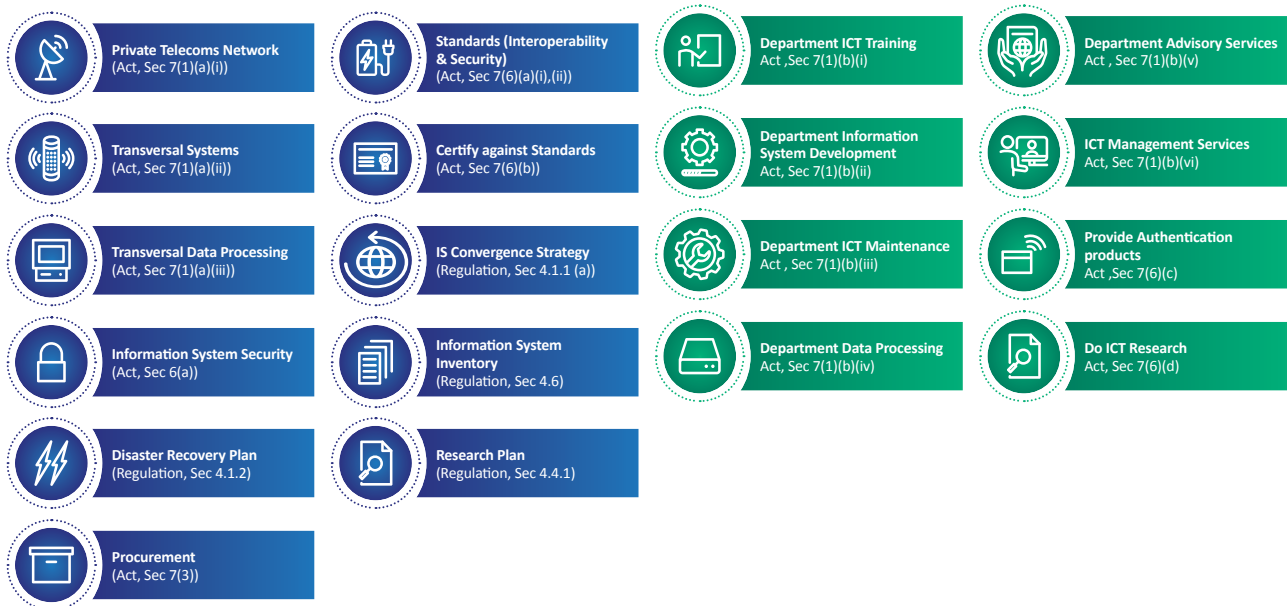 Private Telecoms Network
(Act, Sec 7(1)(a)(i))
Transversal Systems
(Act, Sec 7(1)(a)(ii))
Transversal Data Processing
(Act, Sec 7(1)(a)(iii))
Information System Security
(Act, Sec 6(a))
Disaster Recovery Plan
(Regulation, Sec 4.1.2)
Procurement
(Act, Sec 7(3))
Standards (Interoperability
& Security)
(Act, Sec 7(6)(a)(i),(ii))
Certify against Standards
(Act, Sec 7(6)(b))
IS Convergence Strategy
(Regulation, Sec 4.1.1 (a))
Information System
Inventory
(Regulation, Sec 4.6)
Research Plan
(Regulation, Sec 4.4.1)
Department ICT Training
Act ,Sec 7(1)(b)(i)
Department Information
System Development
Act, Sec 7(1)(b)(ii)
Department ICT Maintenance
Act , Sec 7(1)(b)(iii)
Department Data Processing
Act, Sec 7(1)(b)(iv)
Department Advisory Services
Act , Sec 7(1)(b)(v)
ICT Management Services
Act, Sec 7(1)(b)(vi)
Provide Authentication
products
Act ,Sec 7(6)(c)
Do ICT Research
Act, Sec 7(6)(d)